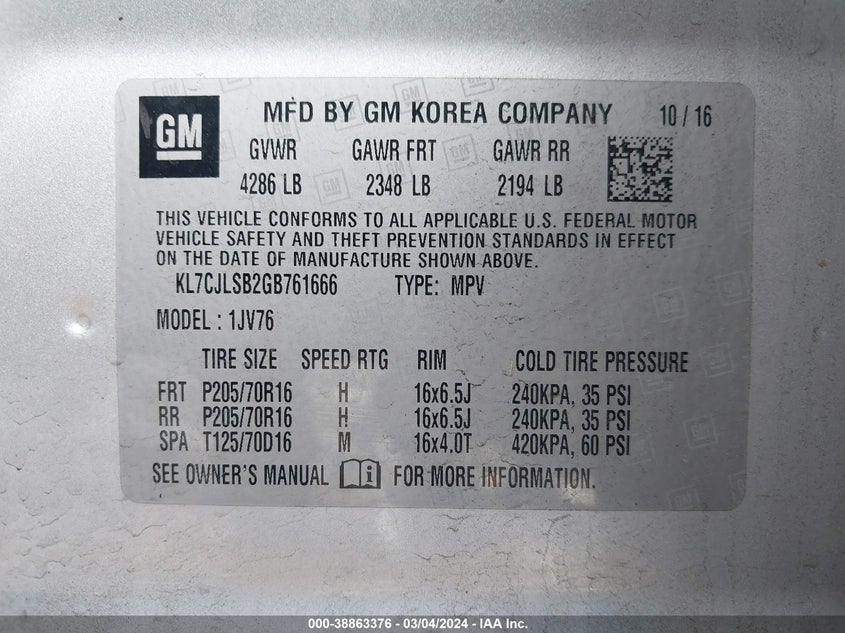 GM MFD BY GM KOREA COMPANY 10 / 16
GVWR GAWR FRT GAWR RR
4286 LB 2348 LB 2194 LB
THIS VEHICLE CONFORMS TO ALL APPLICABLE U.S. FEDERAL MOTOR
VEHICLE SAFETY AND THEFT PREVENTION STANDARDS IN EFFECT
ON THE DATE OF MANUFACTURE SHOWN ABOVE.
KL7CJLSB2GB761666 TYPE: MPV
MODEL : 1JV76
TIRE SIZE SPEED RTG RIM COLD TIRE PRESSURE
FRT P205/70R16 H 16x6.5J 240KPA, 35 PSI
RR P205/70R16 H 16x6.5J 240KPA, 35 PSI
SPA T125/70D16 M 16x4.0T 420KPA, 60 PSI
SEE OWNER'S MANUAL i FOR MORE INFORMATION.
000-38863376 - 03/04/2024 - IAA Inc.